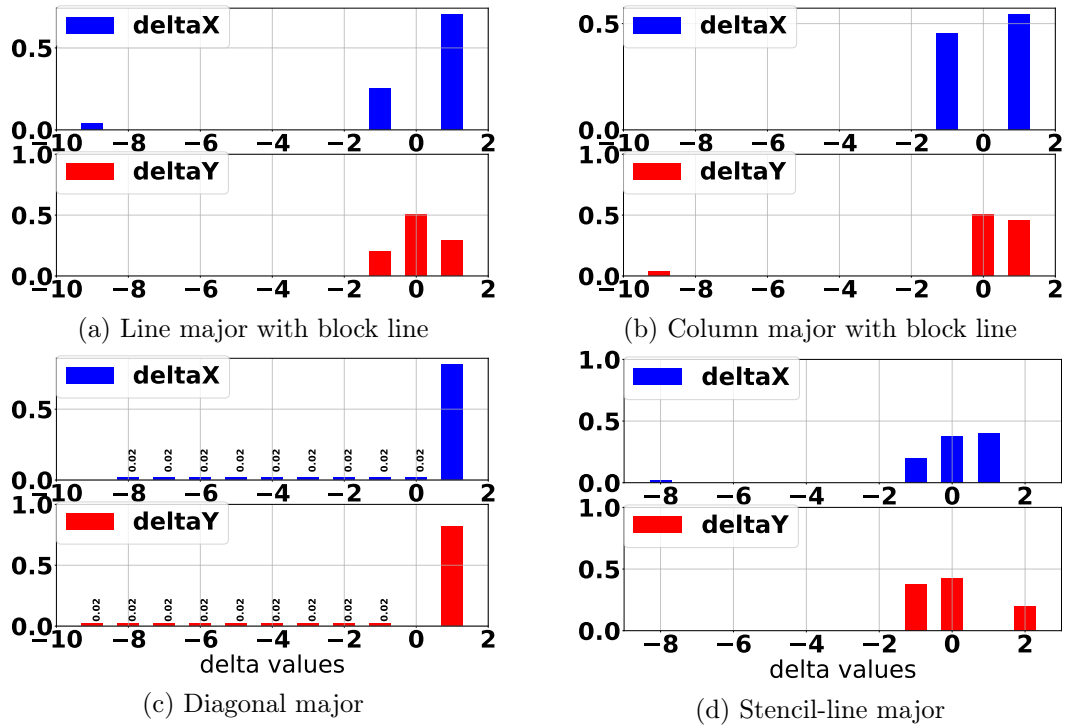 deltaX
0.5
0.0
−10 −8 −6 −4 −2 0 2
1.0
deltaY
0.5
0.0
−10 −8 −6 −4 −2 0 2
(a) Line major with block line
deltaX
0.5
0.0
−10 −8 −6 −4 −2 0 2
1.0
deltaY
0.5
0.0
−10 −8 −6 −4 −2 0 2
(b) Column major with block line
deltaX
0.5
0.02 0.02 0.02 0.02 0.02 0.02 0.02 0.02 0.02
0.0
−10 −8 −6 −4 −2 0 2
1.0
deltaY
0.5
0.02 0.02 0.02 0.02 0.02 0.02 0.02 0.02 0.02
0.0
−10 −8 −6 −4 −2 0 2
delta values
(c) Diagonal major
1.0
deltaX
0.5
0.0
−8 −6 −4 −2 0 2
1.0
deltaY
0.5
0.0
−8 −6 −4 −2 0 2
delta values
(d) Stencil-line major